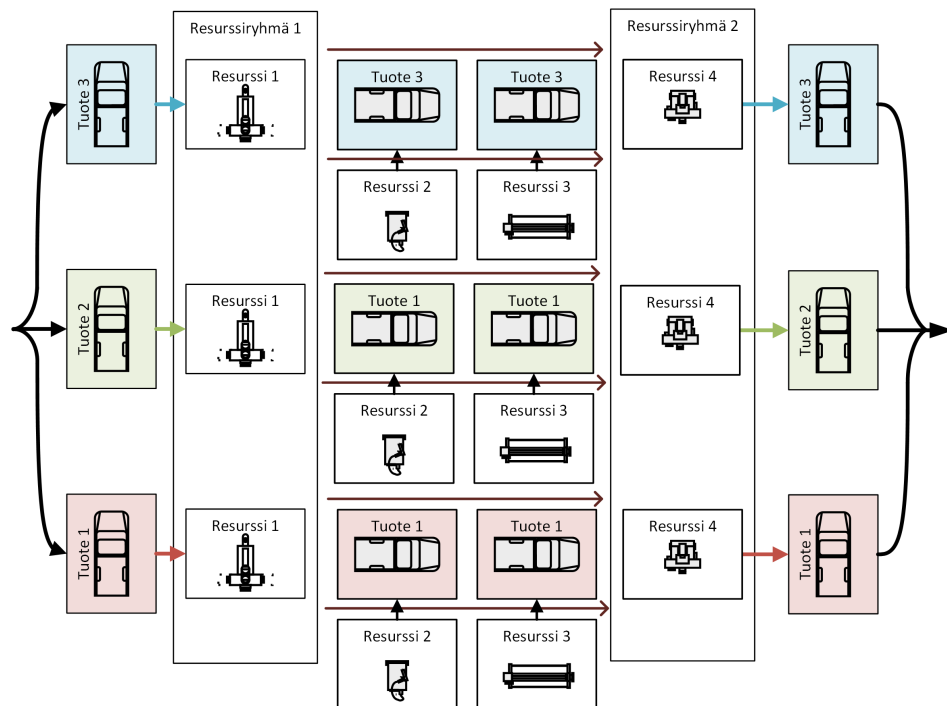 Resurssiryhmä 1
Resurssiryhmä 2
Tuote 3
Resurssi 1
Tuote 3
Tuote 3
Resurssi 4
Tuote 3
Resurssi 2
Resurssi 3
Tuote 2
Resurssi 1
Tuote 1
Tuote 1
Resurssi 4
Tuote 2
Resurssi 2
Resurssi 3
Tuote 1
Resurssi 1
Tuote 1
Tuote 1
Resurssi 4
Tuote 1
Resurssi 2
Resurssi 3